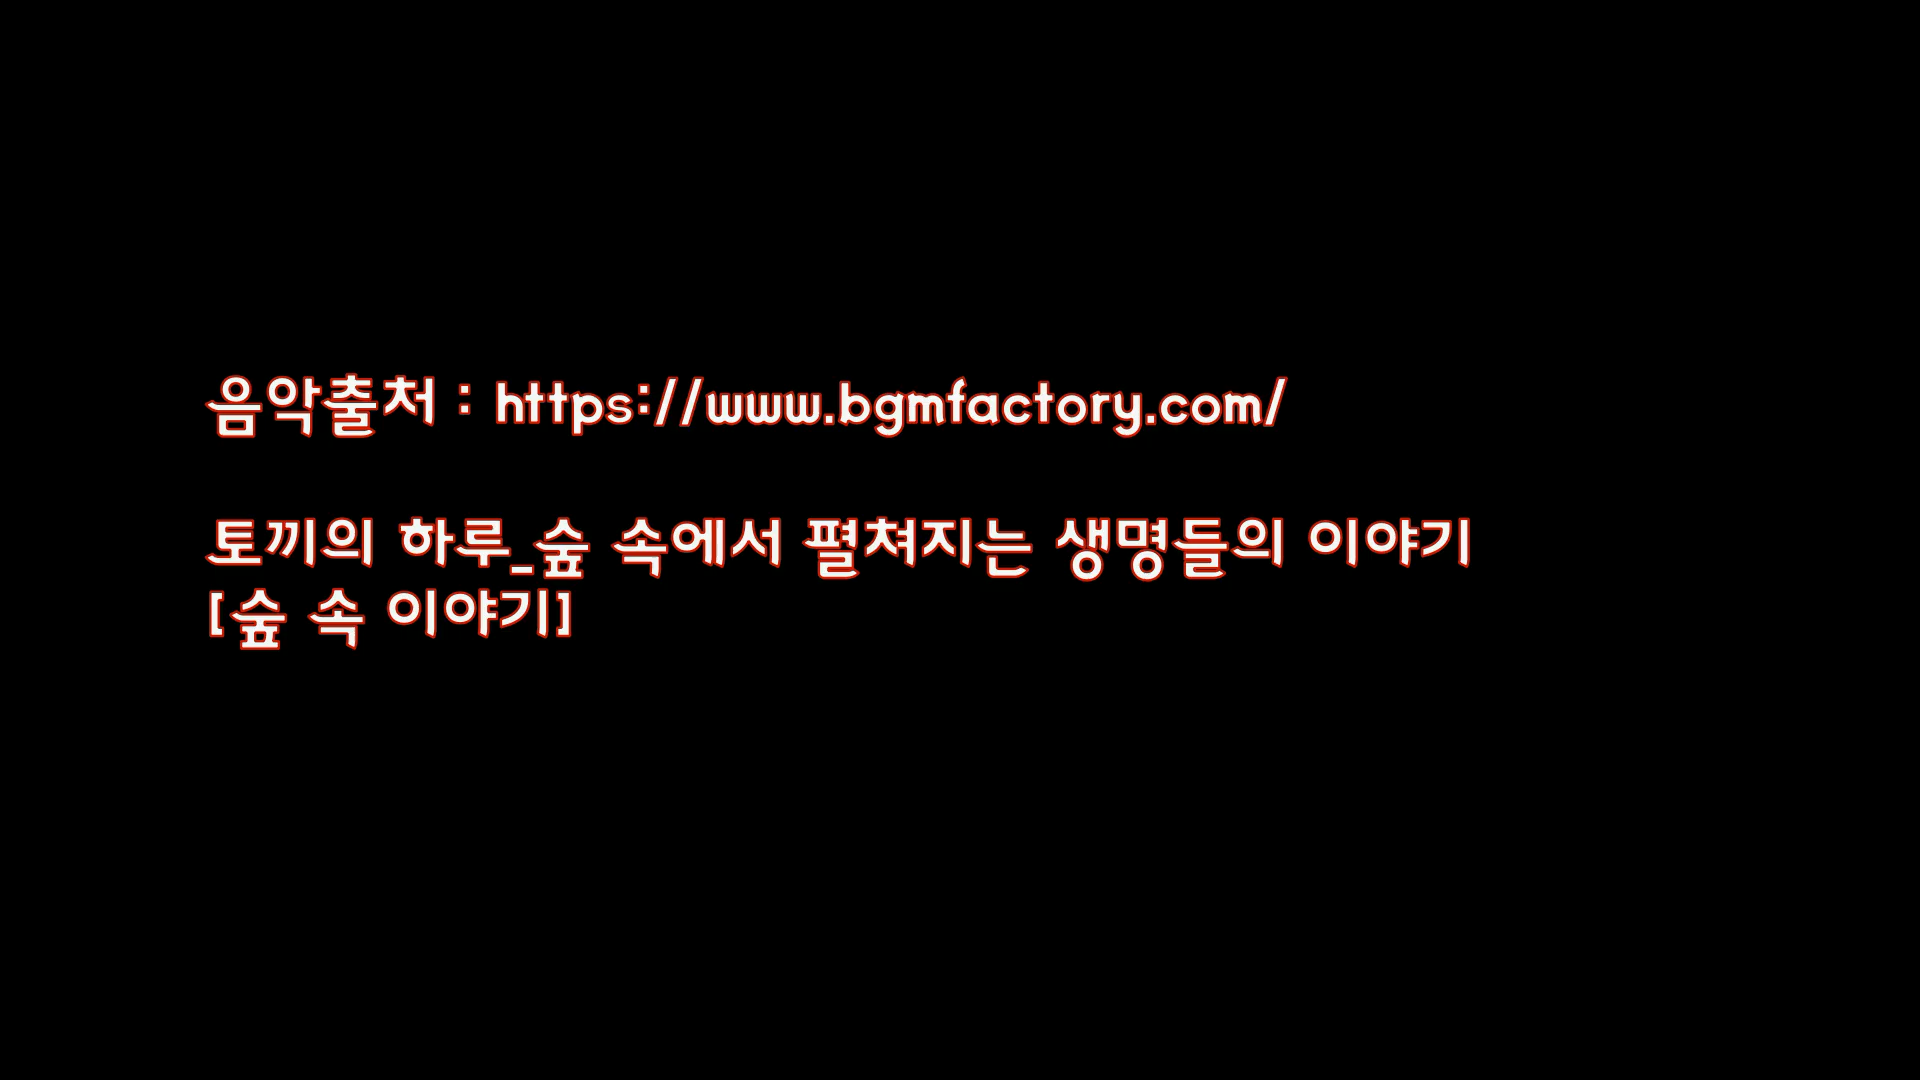 음악출처 : https://www.bgmfactory.com/
토끼의 하루_숲 속에서 펼쳐지는 생명들의 이야기
[숲 속 이야기]